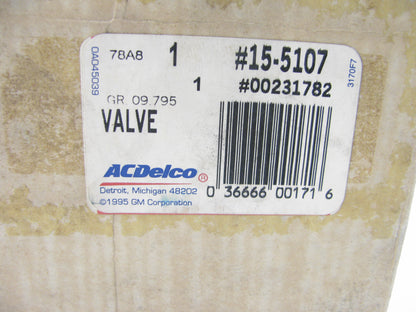 78A8 1 #15-5107
1 #00231782
GR. 09.795
VALVE
ACDelco®
Detroit, Michigan 48202
©1995 GM Corporation
0 36666 00171 6
0A045039
3170F7